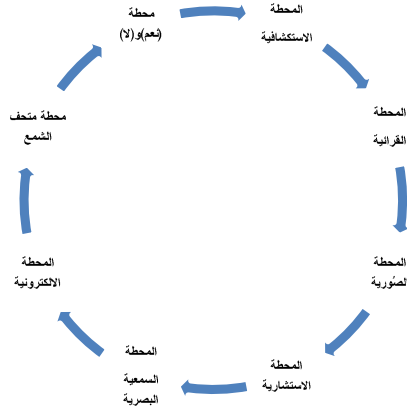 المحطة
الاستكشافية
المحطة
القرائية
المحطة
الصّورية
المحطة
الاستشارية
المحطة
السمعية
البصرية
المحطة
الالكترونية
محطة متحف
الشمع
محطة
(نعم)و(لا)